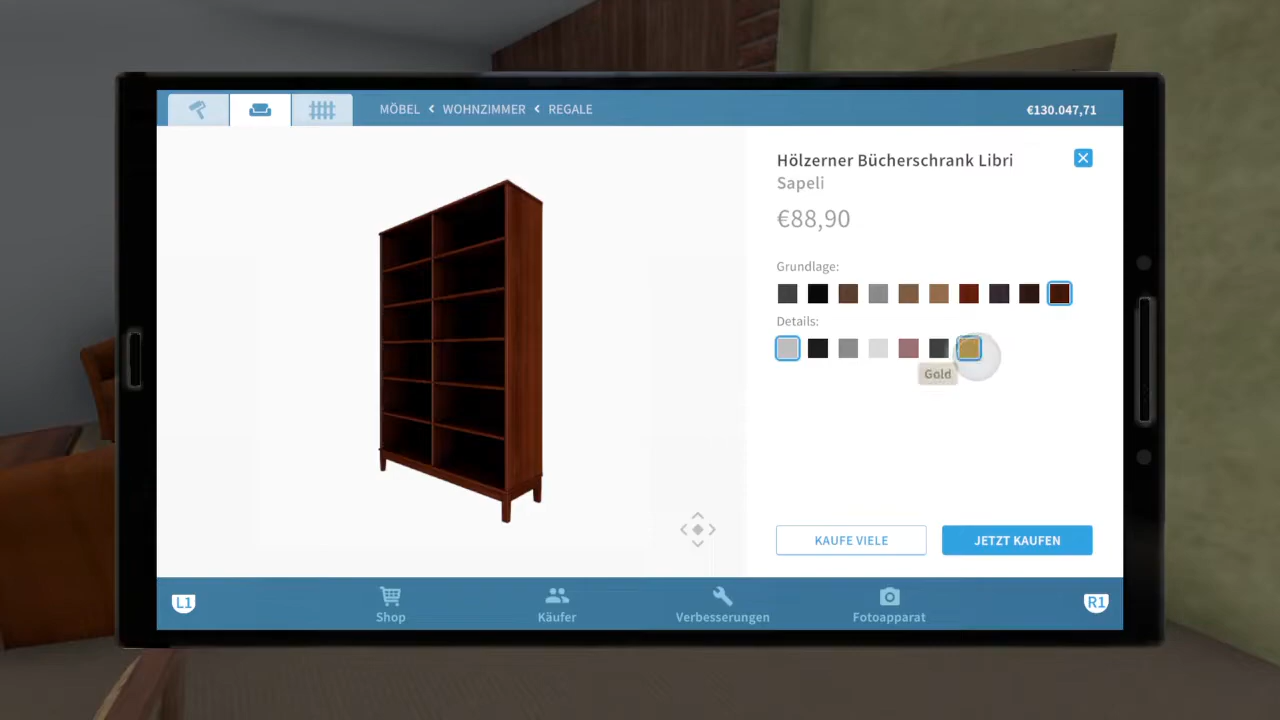 MÖBEL < WOHNZIMMER < REGALE
€130.047,71
Hölzerner Bücherschrank Libri
Sapeli
€88,90
Grundlage:
Details:
Gold
KAUFE VIELE
JETZT KAUFEN
L1
Shop
Käufer
Verbesserungen
Fotoapparat
R1